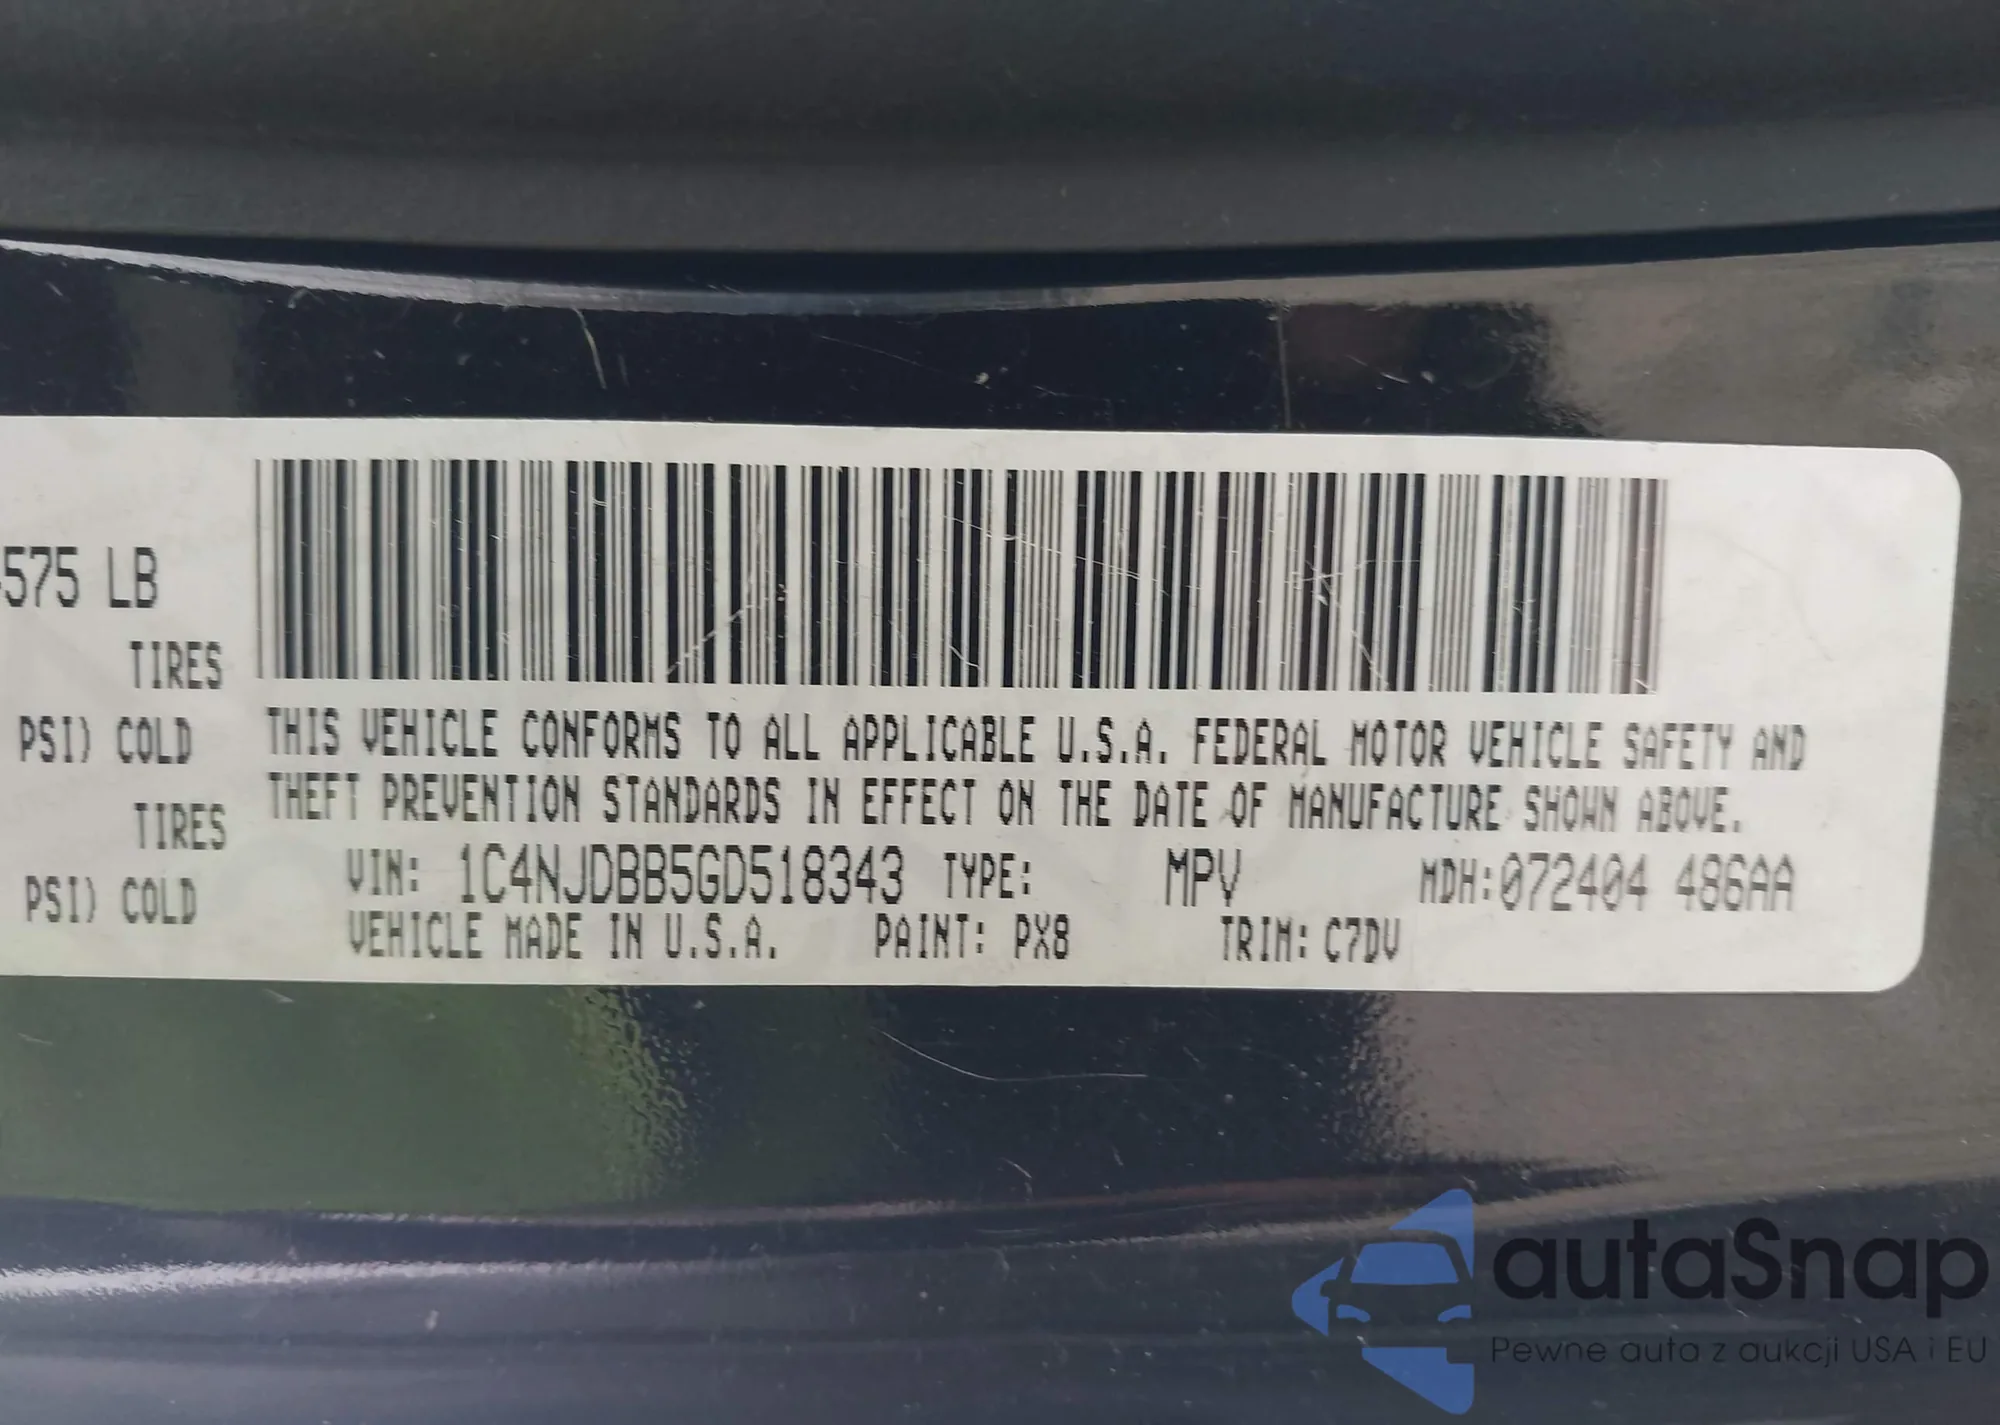 575 LB
TIRES
PSI) COLD
TIRES
PSI) COLD
THIS VEHICLE CONFORMS TO ALL APPLICABLE U.S.A. FEDERAL MOTOR VEHICLE SAFETY AND
THEFT PREVENTION STANDARDS IN EFFECT ON THE DATE OF MANUFACTURE SHOWN ABOVE.
VIN: 1C4NJDBB5GD518343 TYPE: MPV MDH:072404 486AA
VEHICLE MADE IN U.S.A. PAINT: PX8 TRIM: C7DV
autaSnap
Pewne auta z aukcji USA i EU